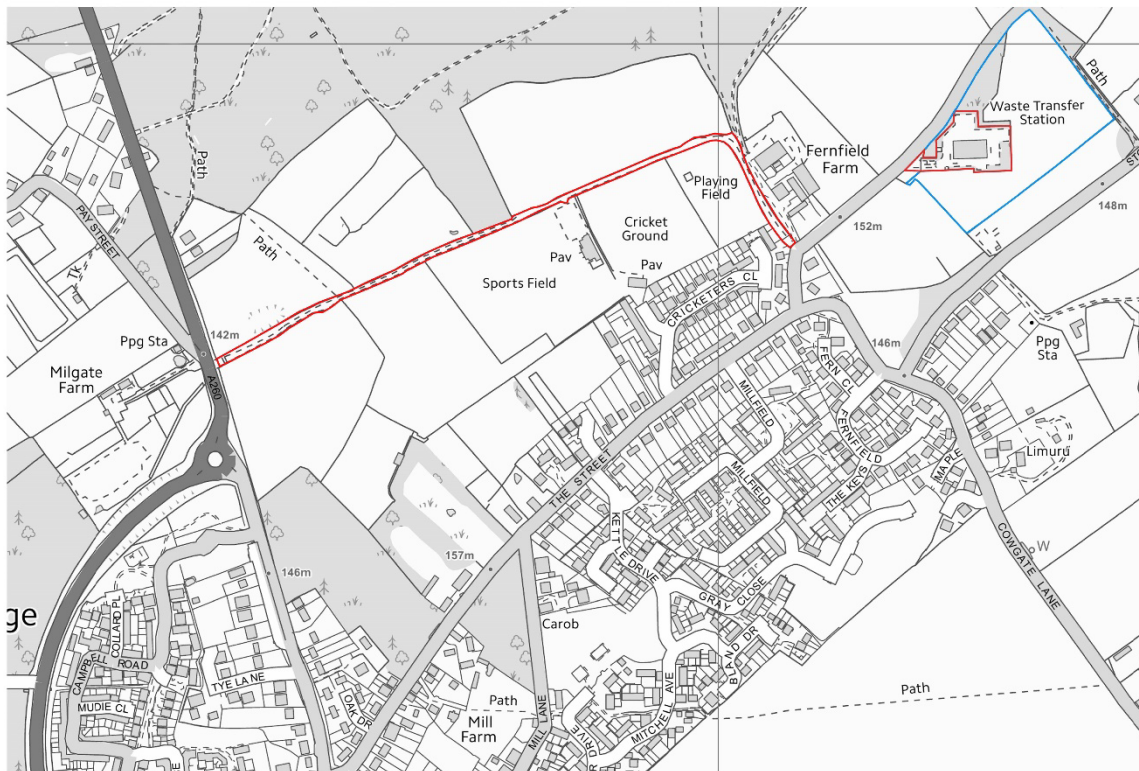 Path
Waste Transfer
Station
Path
Fernfield
Farm
Playing
Field
PAY STREET
Path
152m
148m
Cricket
Ground
Tk
Pav
Pav
Sports Field
CRICKETERS CL
142m
Ppg Sta
146m
Ppg
Sta
Milgate
Farm
A260
FERN CL
MILLFIELD
FERNFIELD
THE STREET
MILLFIELD
THE KEYS
MAPLE
Limuru
KETTLE DRIVE
COWGATE LANE
W
157m
146m
GRAY CLOSE
ge
COLLARD PL
Carob
BLAND DR
CAMPBELL ROAD
TYE LANE
OAK DR
Path
Path
MUDIE CL
Mill
Farm
MILL LANE
DRIVE
MITCHELL AVE